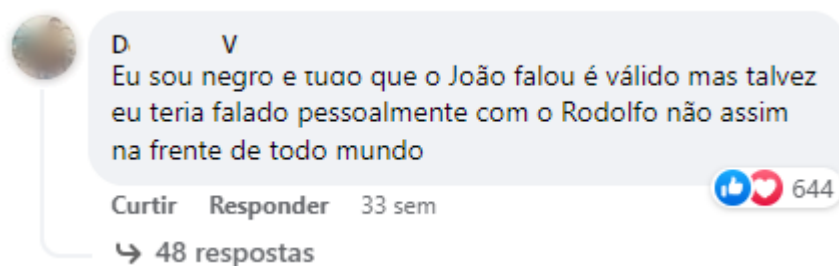 D V
Eu sou negro e tudo que o João falou é válido mas talvez
eu teria falado pessoalmente com o Rodolfo não assim
na frente de todo mundo
644
Curtir Responder 33 sem
48 respostas